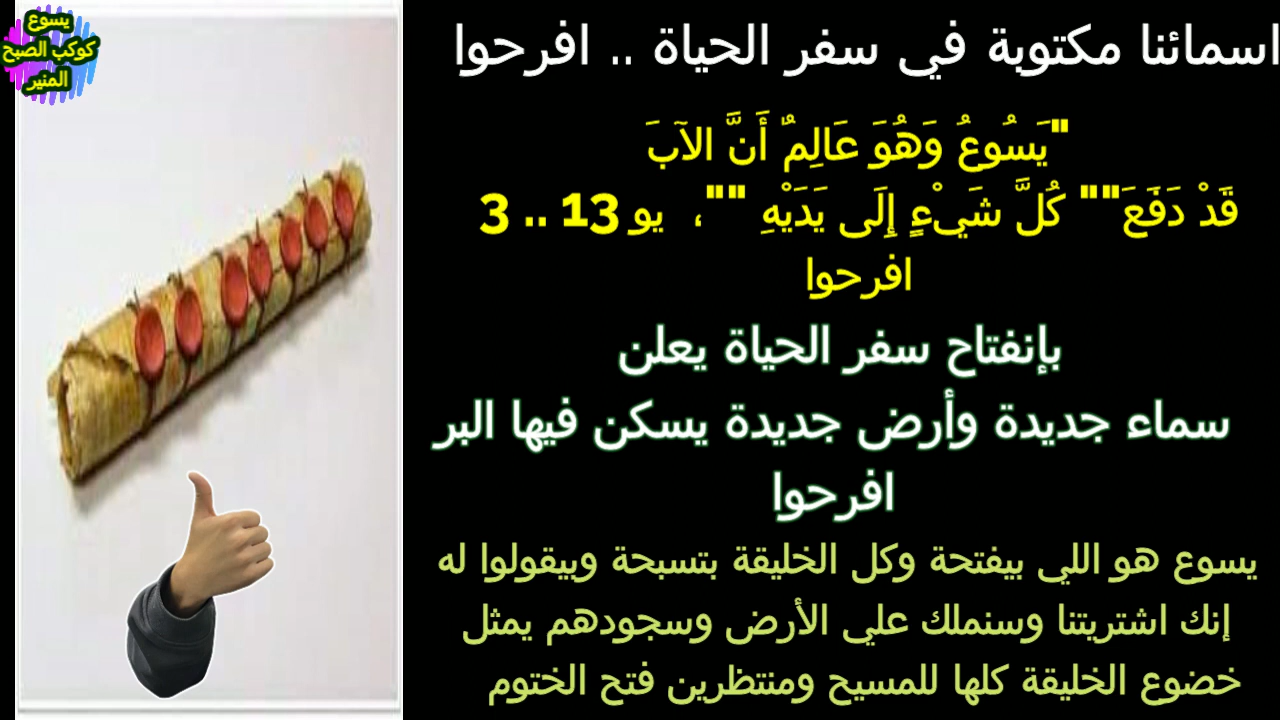 يسوع
كوكب الصبح
المنير
اسمائنا مكتوبة في سفر الحياة .. افرحوا
"يَسُوعُ وَهُوَ عَالِمٌ أَنَّ الآبَ
قَدْ دَفَعَ"" كُلَّ شَيْءٍ إِلَى يَدَيْهِ ""، يو 13 .. 3
افرحوا
بإنفتاح سفر الحياة يعلن
سماء جديدة وأرض جديدة يسكن فيها البر
افرحوا
يسوع هو اللي بيفتحة وكل الخليقة بتسبحة وبيقولوا له
إنك اشتريتنا وسنملك علي الأرض وسجودهم يمثل
خضوع الخليقة كلها للمسيح ومنتظرين فتح الختوم